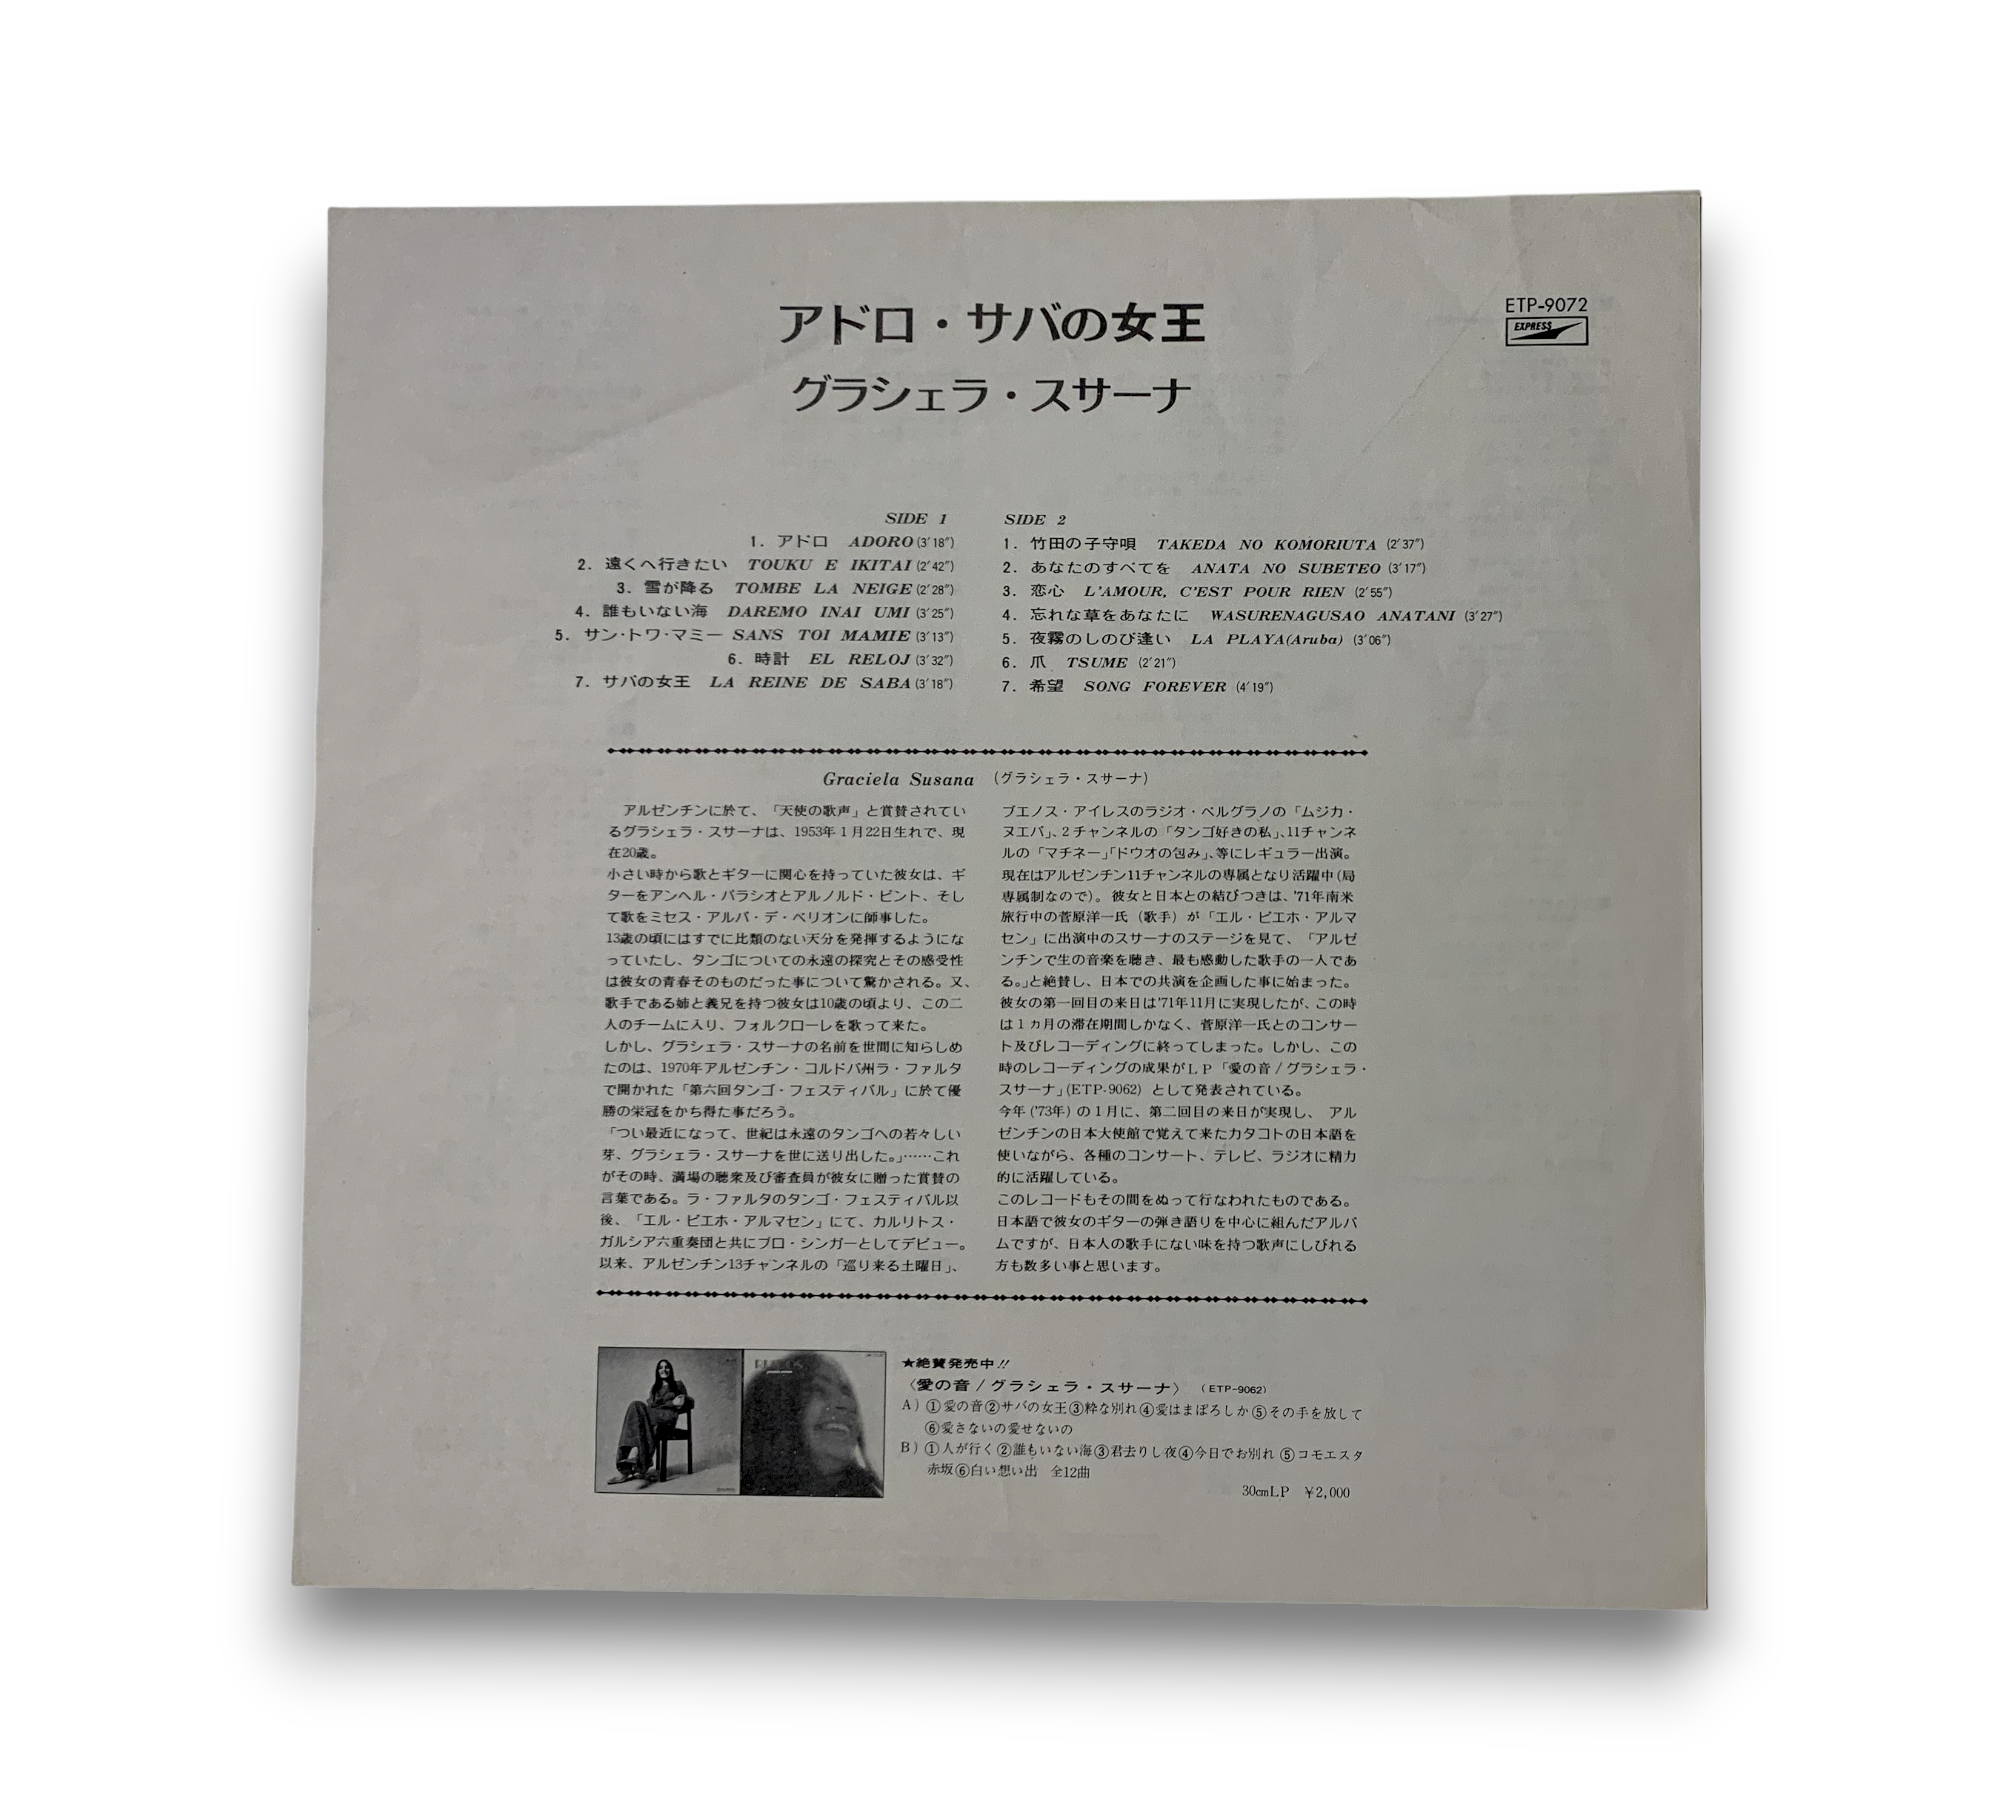 アドロ・サバの女王
グラシェラ・スサーナ
ETP-9072
EXPRESS
SIDE 1
1. アドロ ADORO (3′18″)
2. 遠くへ行きたい TOUKU E IKITAI (2′42″)
3. 雪が降る TOMBE LA NEIGE (2′28″)
4. 誰もいない海 DAREMO INAI UMI (3′25″)
5. サン・トワ・マミー SANS TOI MAMIE (3′13″)
6. 時計 EL RELOJ (3′32″)
7. サバの女王 LA REINE DE SABA (3′18″)
SIDE 2
1. 竹田の子守唄 TAKEDA NO KOMORIUTA (2′37″)
2. あなたのすべてを ANATA NO SUBETEO (3′17″)
3. 恋心 L'AMOUR, C'EST POUR RIEN (2′55″)
4. 忘れな草をあなたに WASURENAGUSAO ANATANI (3′27″)
5. 夜霧のしのび逢い LA PLAYA(Aruba) (3′06″)
6. 爪 TSUME (2′21″)
7. 希望 SONG FOREVER (4′19″)
Graciela Susana (グラシェラ・スサーナ)
アルゼンチンに於て、「天使の歌声」と賞賛されてい
るグラシェラ・スサーナは、1953年1月22日生れで、現
在20歳。
小さい時から歌とギターに関心を持っていた彼女は、ギ
ターをアンヘル・バラシオとアルノルド・ピント、そし
て歌をミセス・アルバ・デ・ベリオンに師事した。
13歳の頃にはすでに比類のない天分を発揮するようにな
っていたし、タンゴについての永遠の探究とその感受性
は彼女の青春そのものだった事について驚かされる。又、
歌手である姉と義兄を持つ彼女は10歳の頃より、この二
人のチームに入り、フォルクローレを歌って来た。
しかし、グラシェラ・スサーナの名前を世間に知らしめ
たのは、1970年アルゼンチン・コルドバ州ラ・ファルタ
で開かれた「第六回タンゴ・フェスティバル」に於て優
勝の栄冠をかち得た事だろう。
「つい最近になって、世紀は永遠のタンゴへの若々しい
芽、グラシェラ・スサーナを世に送り出した。」……これ
がその時、満場の聴衆及び審査員が彼女に贈った賞賛の
言葉である。ラ・ファルタのタンゴ・フェスティバル以
後、「エル・ビエホ・アルマセン」にて、カルリトス・
ガルシア六重奏団と共にプロ・シンガーとしてデビュー。
以来、アルゼンチン13チャンネルの「巡り来る土曜日」、
ブエノス・アイレスのラジオ・ベルグラノの「ムジカ・
ヌエバ」、2チャンネルの「タンゴ好きの私」、11チャンネ
ルの「マチネー」「ドウオの包み」、等にレギュラー出演。
現在はアルゼンチン11チャンネルの専属となり活躍中(局
専属制なので)。彼女と日本との結びつきは、'71年南米
旅行中の菅原洋一氏(歌手)が「エル・ビエホ・アルマ
セン」に出演中のスサーナのステージを見て、「アルゼ
ンチンで生の音楽を聴き、最も感動した歌手の一人であ
る。」と絶賛し、日本での共演を企画した事に始まった。
彼女の第一回目の来日は'71年11月に実現したが、この時
は1ヵ月の滞在期間しかなく、菅原洋一氏とのコンサー
ト及びレコーディングに終ってしまった。しかし、この
時のレコーディングの成果がLP「愛の音/グラシェラ・
スサーナ」(ETP-9062)として発表されている。
今年('73年)の1月に、第二回目の来日が実現し、アル
ゼンチンの日本大使館で覚えて来たカタコトの日本語を
使いながら、各種のコンサート、テレビ、ラジオに精力
的に活躍している。
このレコードもその間をぬって行なわれたものである。
日本語で彼女のギターの弾き語りを中心に組んだアルバ
ムですが、日本人の歌手にない味を持つ歌声にしびれる
方も数多い事と思います。
★絶賛発売中!!
〈愛の音/グラシェラ・スサーナ〉 (ETP-9062)
A)①愛の音②サバの女王③粋な別れ④愛はまぼろしか⑤その手を放して
⑥愛さないの愛せないの
B)①人が行く②誰もいない海③君去りし夜④今日でお別れ⑤コモエスタ
赤坂⑥白い想い出 全12曲
30cmLP ¥2,000